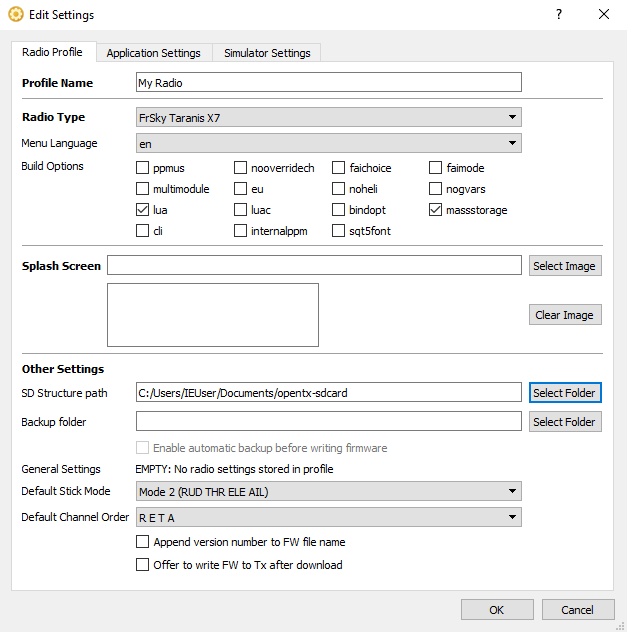 Edit Settings
?
Radio Profile
Application Settings
Simulator Settings
Profile Name
My Radio
Radio Type
FrSky Taranis X7
Menu Language
en
Build Options
ppmus nooverridech faichoice faimode
multimodule eu noheli nogvars
lua luac bindopt massstorage
cli internalppm sqt5font
Splash Screen
Select Image
Clear Image
Other Settings
SD Structure path
C:/Users/IEUser/Documents/opentx-sdcard
Select Folder
Backup folder
Select Folder
Enable automatic backup before writing firmware
General Settings
EMPTY: No radio settings stored in profile
Default Stick Mode
Mode 2 (RUD THR ELE AIL)
Default Channel Order
R E T A
Append version number to FW file name
Offer to write FW to Tx after download
OK
Cancel